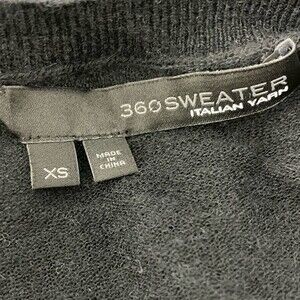 360SWEATER
ITALIAN YARN
XS
MADE
IN
CHINA